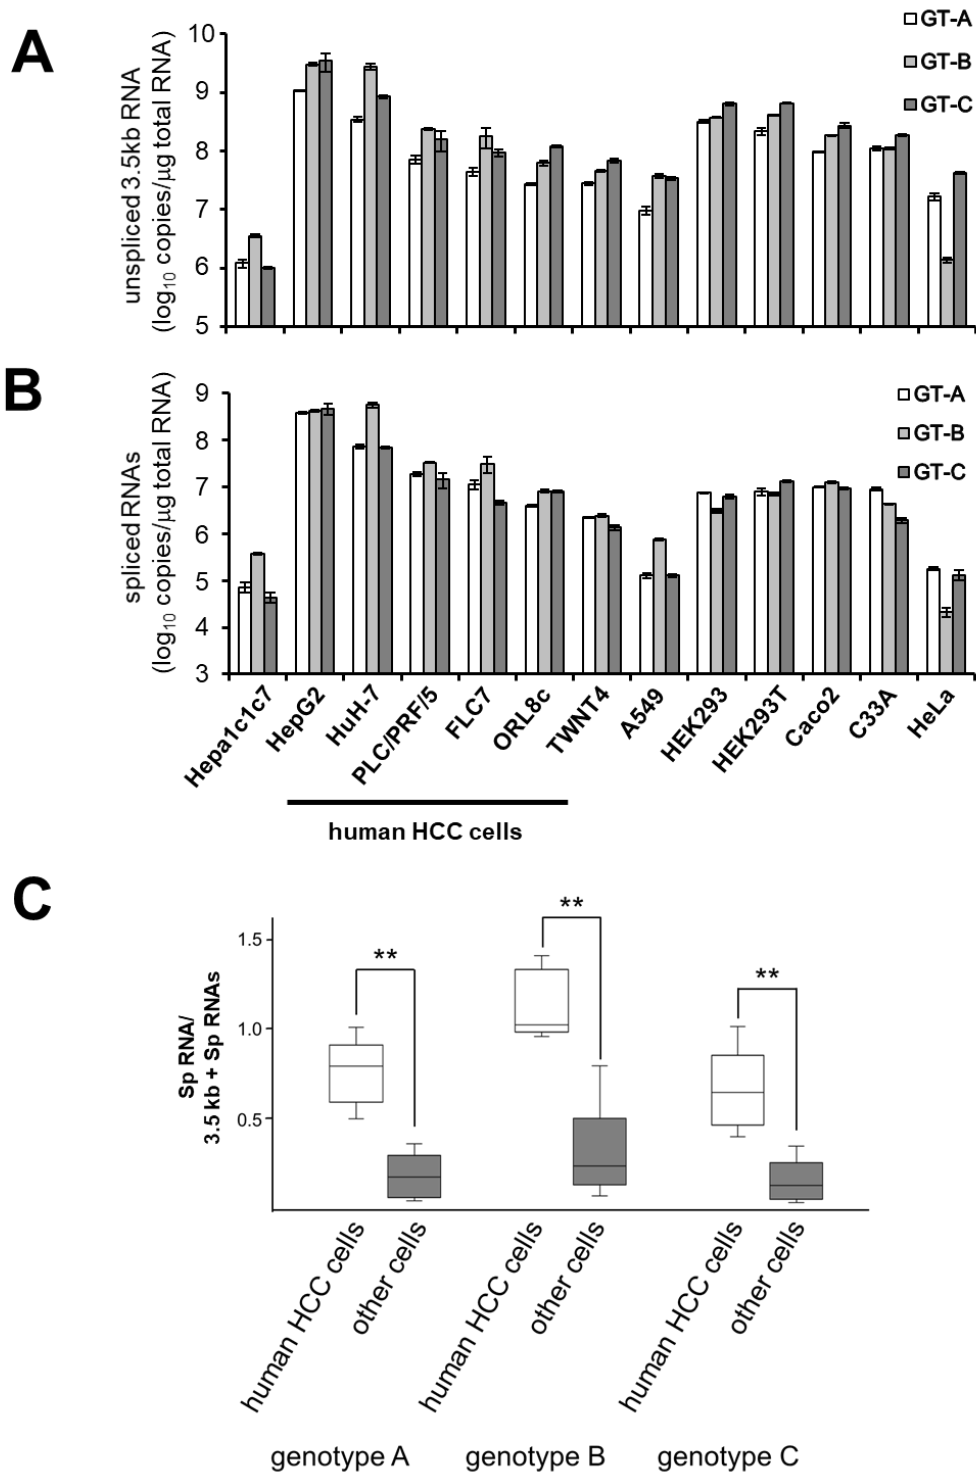 A
unspliced 3.5kb RNA
(log10 copies/µg total RNA)
10
9
8
7
6
5
GT-A
GT-B
GT-C
B
spliced RNAs
(log10 copies/µg total RNA)
9
8
7
6
5
4
3
GT-A
GT-B
GT-C
Hepa1c1c7
HepG2
HuH-7
PLC/PRF/5
FLC7
ORL8c
TWNT4
A549
HEK293
HEK293T
Caco2
C33A
HeLa
human HCC cells
C
Sp RNA/
3.5 kb + Sp RNAs
1.5
1.0
0.5
**
**
**
human HCC cells
other cells
human HCC cells
other cells
human HCC cells
other cells
genotype A
genotype B
genotype C